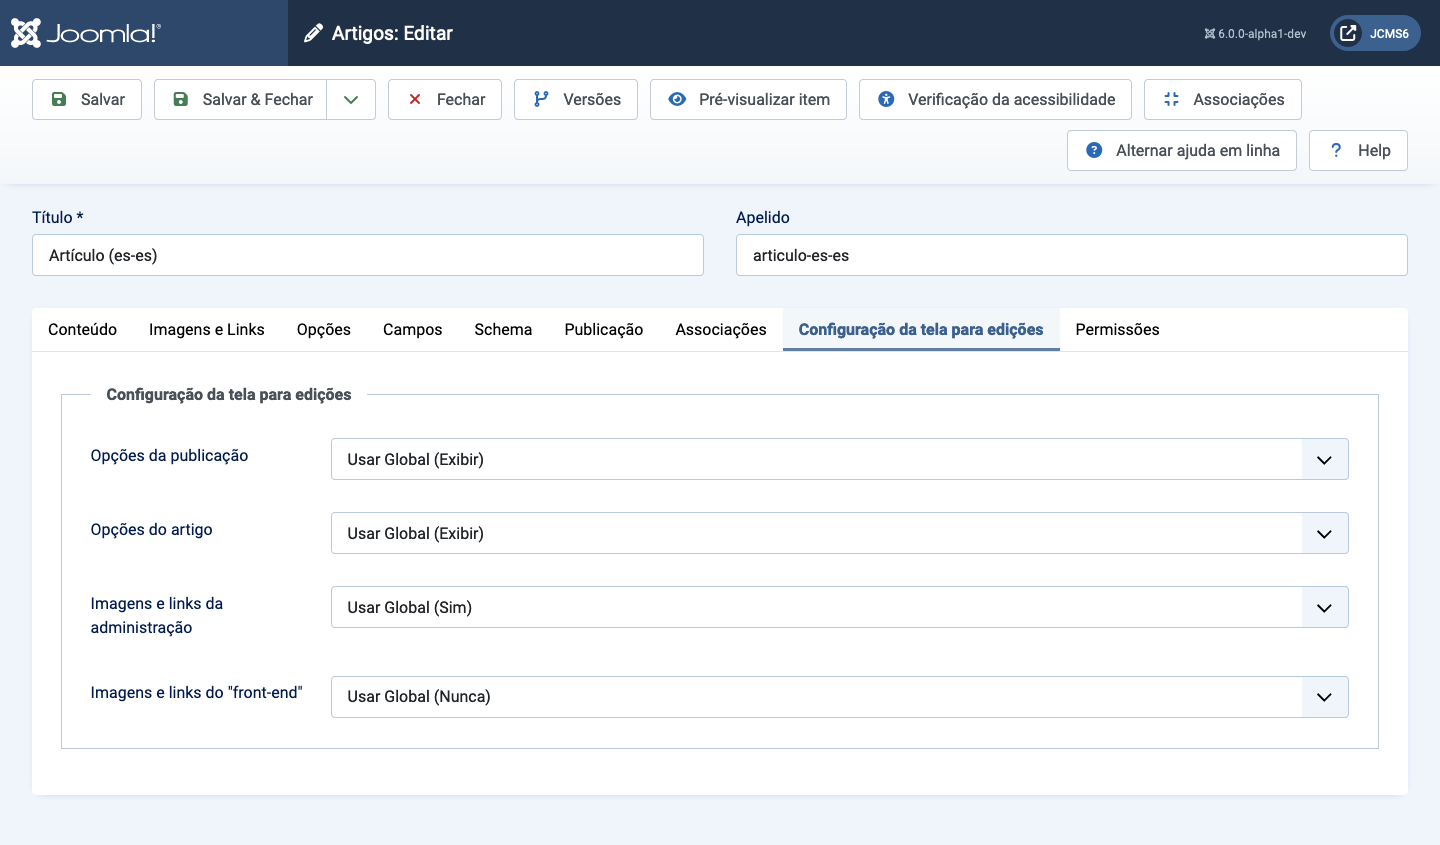 Joomla!®
Artigos: Editar
6.0.0-alpha1-dev
JCMS6
Salvar
Salvar & Fechar
Fechar
Versões
Pré-visualizar item
Verificação da acessibilidade
Associações
? Alternar ajuda em linha
? Help
Título *
Apelido
Artículo (es-es)
articulo-es-es
Conteúdo
Imagens e Links
Opções
Campos
Schema
Publicação
Associações
Configuração da tela para edições
Permissões
Configuração da tela para edições
Opções da publicação
Usar Global (Exibir)
Opções do artigo
Usar Global (Exibir)
Imagens e links da
administração
Usar Global (Sim)
Imagens e links do "front-end"
Usar Global (Nunca)